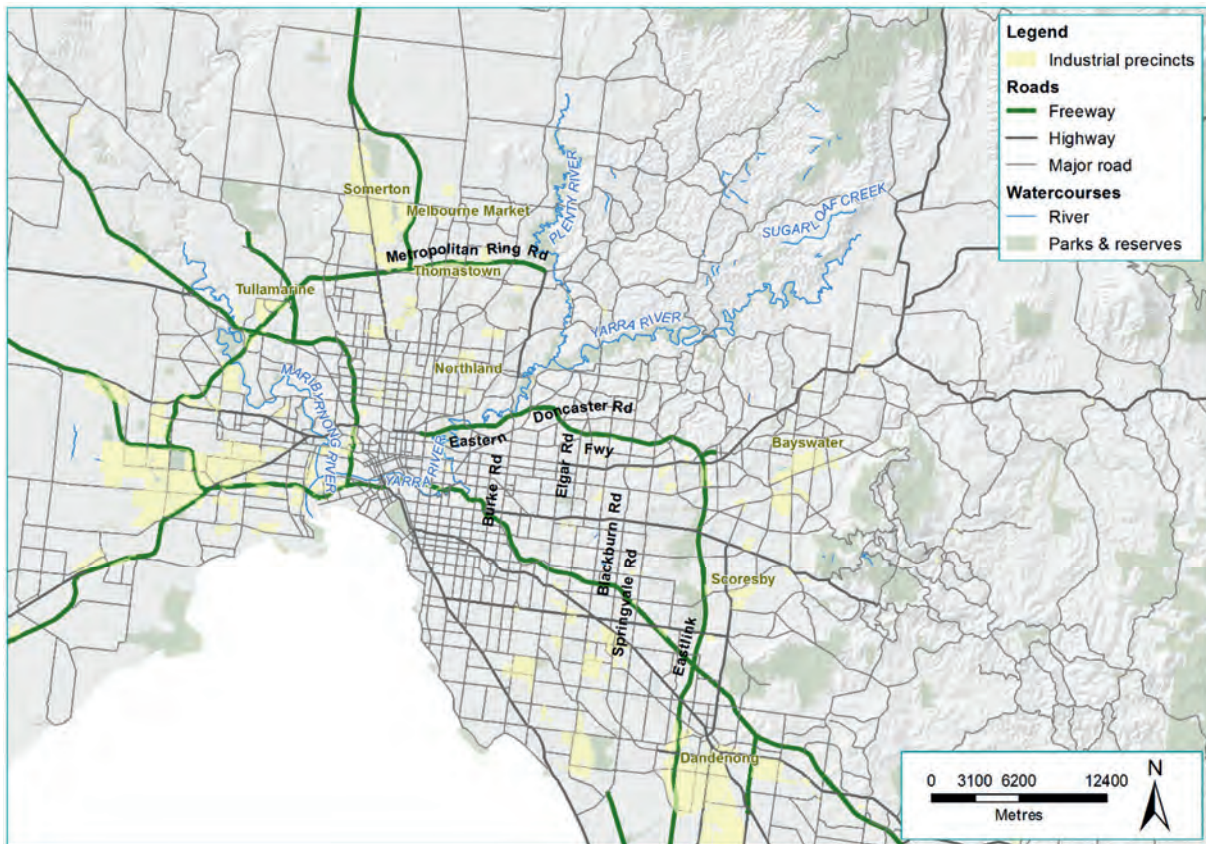 Legend
Industrial precincts
Roads
Freeway
Highway
Major road
Watercourses
River
Parks & reserves
Somerton
Melbourne Market
PLENTY RIVER
SUGARLOAF CREEK
Metropolitan Ring Rd
Thomastown
Tullamarine
YARRA RIVER
MARIBYRNONG RIVER
Northland
Doncaster Rd
Eastern
Fwy
Elgar Rd
Bayswater
YARRA RIVER
Burke Rd
Blackburn Rd
Springvale Rd
Scoresby
Eastlink
Dandenong
0 3100 6200 12400
Metres
N